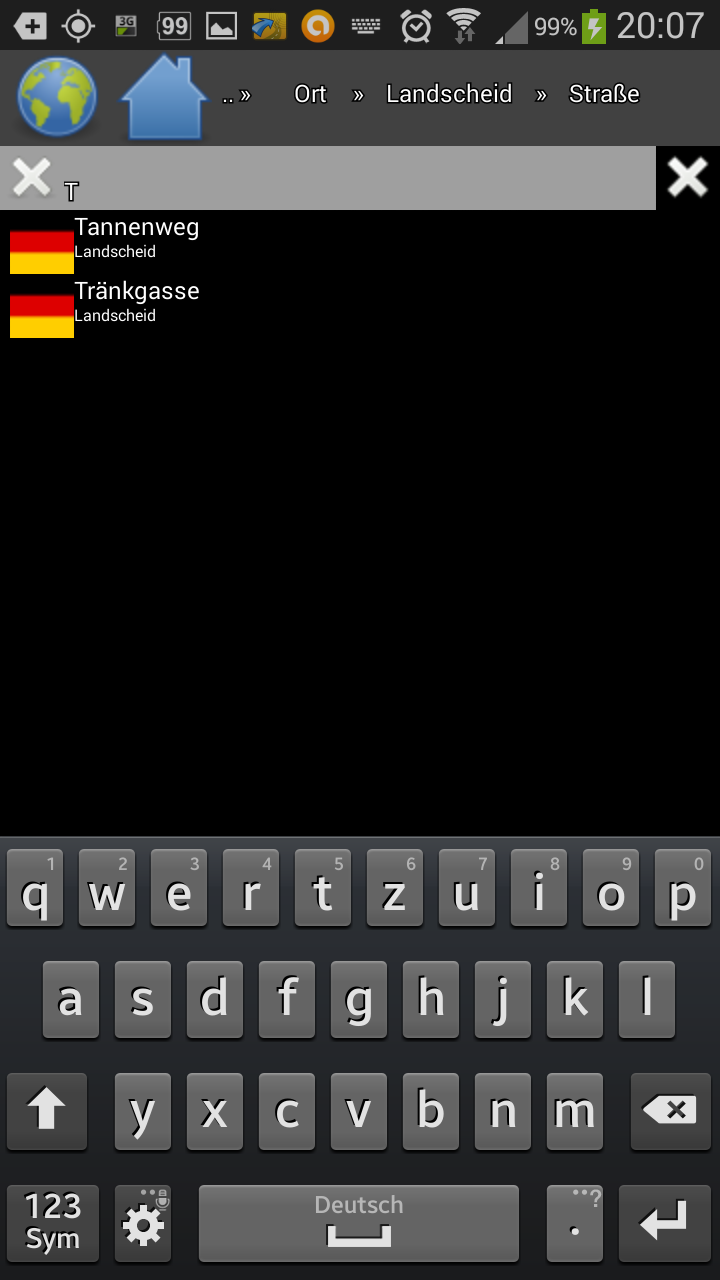 3G 99 99% 20:07
.. » Ort » Landscheid » Straße
T
Tannenweg
Landscheid
Tränkgasse
Landscheid
1 2 3 4 5 6 7 8 9 0
q w e r t z u i o p
a s d f g h j k l
y x c v b n m
123 Deutsch ?
Sym .